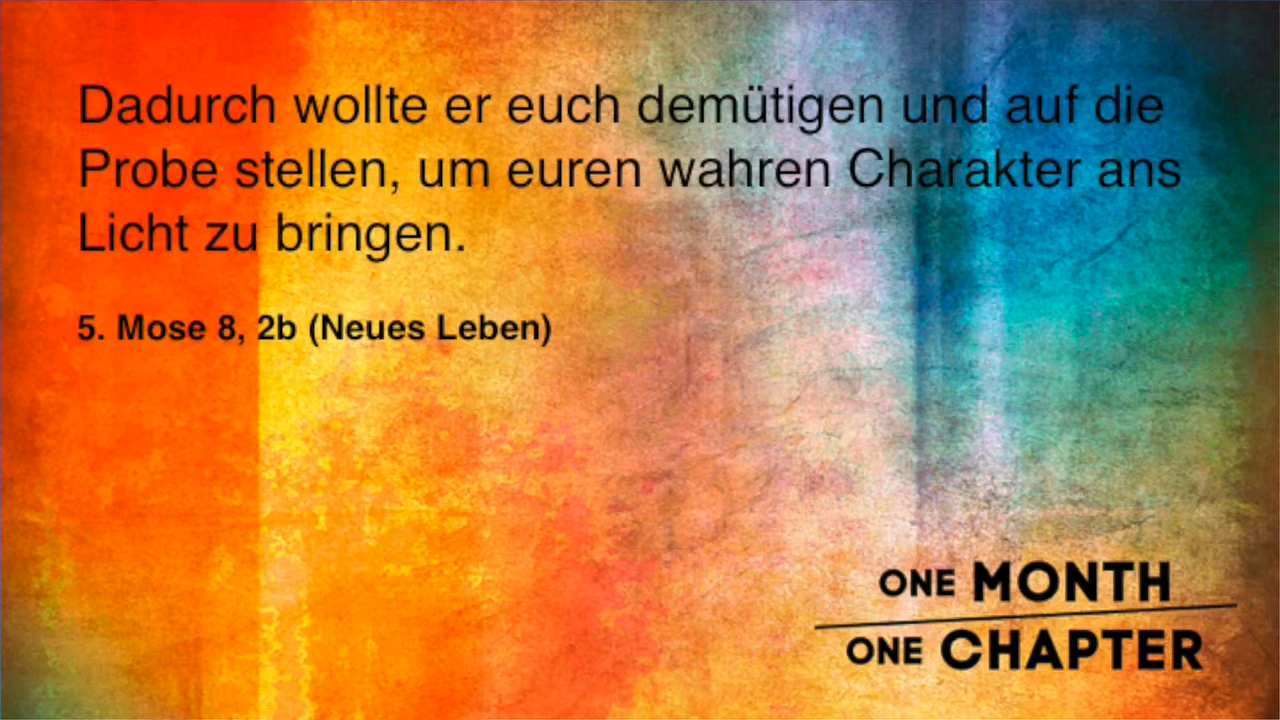 Dadurch wollte er euch demütigen und auf die
Probe stellen, um euren wahren Charakter ans
Licht zu bringen.
5. Mose 8, 2b (Neues Leben)
ONE MONTH
ONE CHAPTER